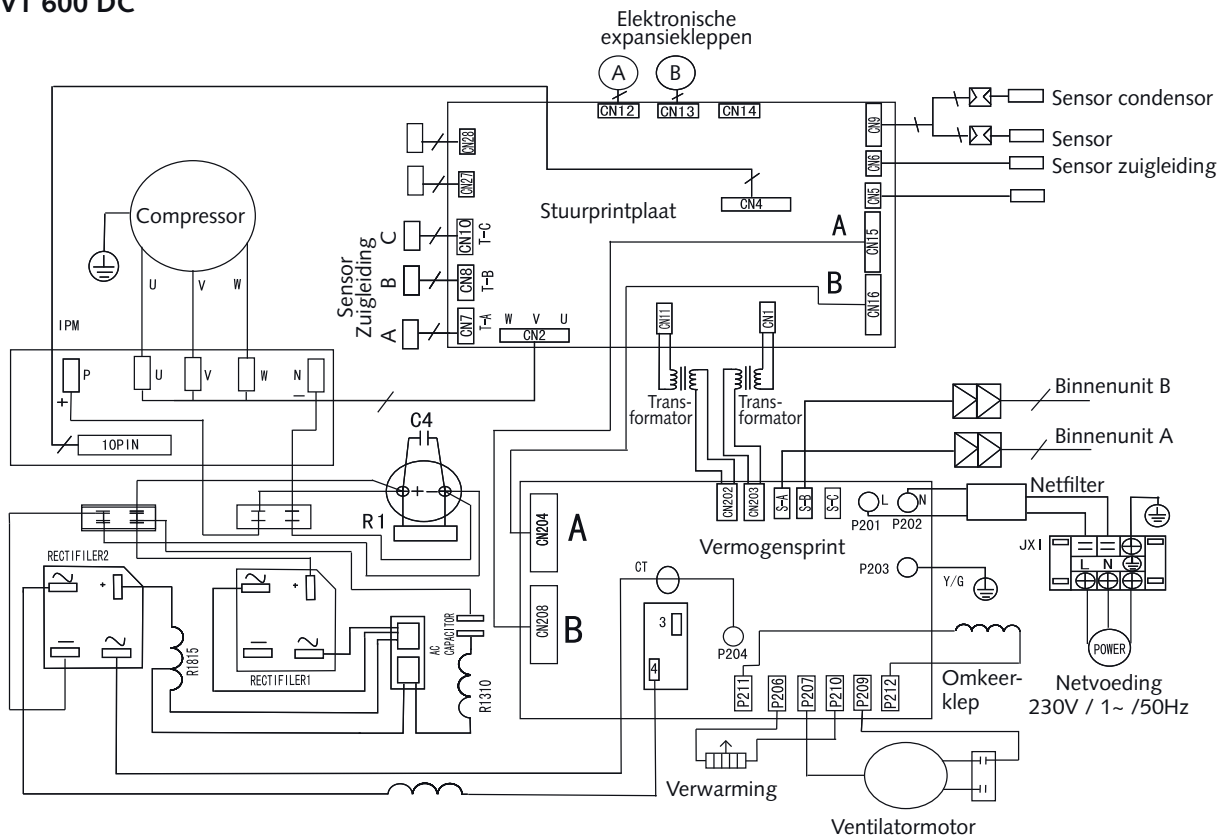 VT 600 DC
Elektronische
expansiekleppen
A
B
CN12
CN13
CN14
CN9
Sensor condensor
Sensor
CN6
Sensor zuigleiding
CN5
CN28
CN27
CN4
Stuurprintplaat
Compressor
Sensor
Zuigleiding
C
CN10
T-C
B
CN8
T-B
A
CN7
T-A
A
CN15
B
CN16
W V U
CN2
CN11
CN1
U V W
IPM
P
+
U
V
W
N
-
10PIN
Trans-
formator
Trans-
formator
Binnenunit B
Binnenunit A
C4
+
-
R1
CN202
CN203
S-A
S-B
S-C
L
N
P201
P202
Netfilter
JX1
L N
POWER
Netvoeding
230V / 1~ /50Hz
Vermogensprint
CN204
A
CN208
B
CT
P203
Y/G
3
4
P204
RECTIFILER2
+
R1815
+
RECTIFILER1
AC
CAPACITOR
R1310
P211
P206
P207
P210
P209
P212
Omkeer-
klep
Verwarming
Ventilatormotor